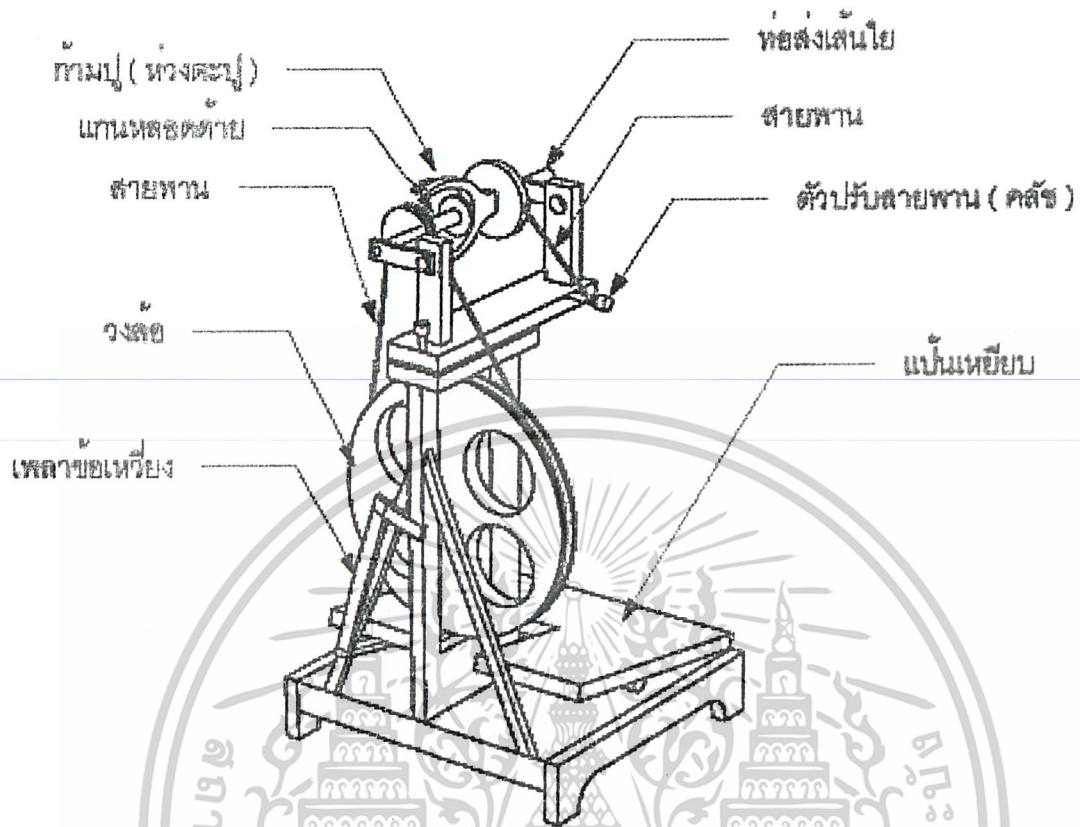 ท่อส่งเส้นใย
ก้ามปู ( ห่วงตะปู )
สายพาน
แกนหลอดด้าย
สายพาน
ตัวปรับสายพาน ( คลัช )
วงล้อ
แป้นเหยียบ
เพลาข้อเหวี่ยง